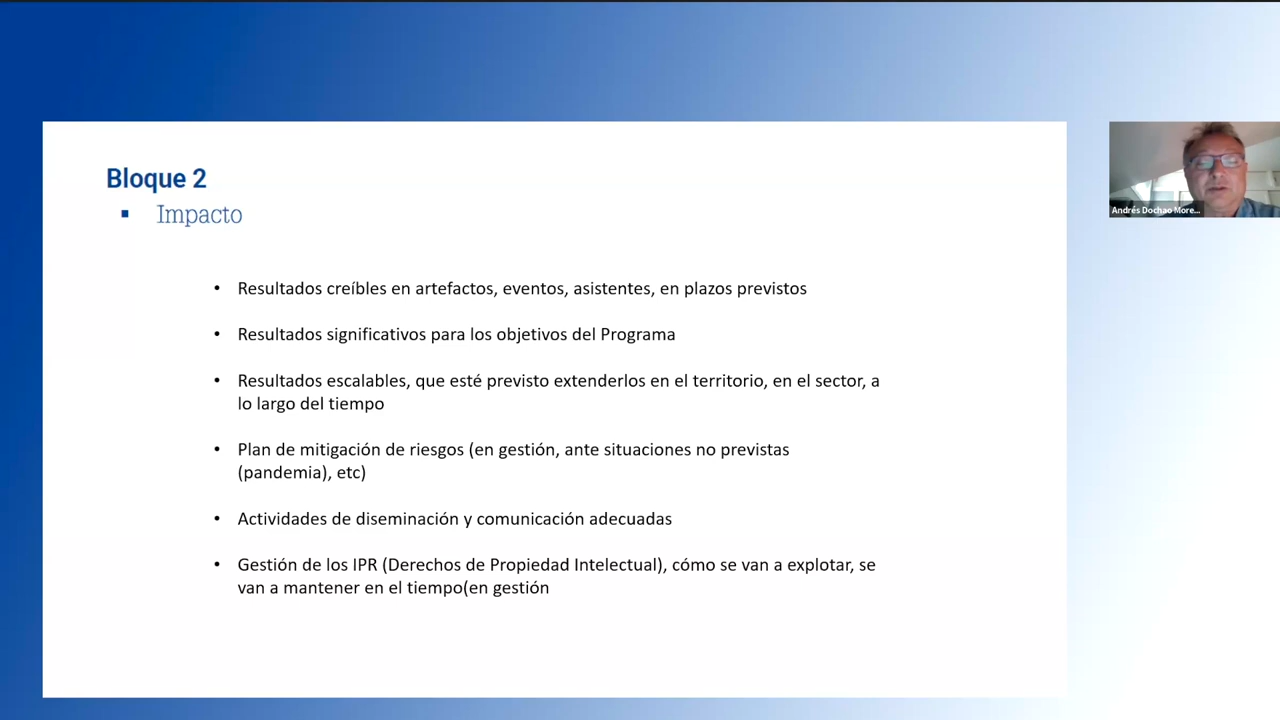 Bloque 2
▪ Impacto
• Resultados creíbles en artefactos, eventos, asistentes, en plazos previstos
• Resultados significativos para los objetivos del Programa
• Resultados escalables, que esté previsto extenderlos en el territorio, en el sector, a
lo largo del tiempo
• Plan de mitigación de riesgos (en gestión, ante situaciones no previstas
(pandemia), etc)
• Actividades de diseminación y comunicación adecuadas
• Gestión de los IPR (Derechos de Propiedad Intelectual), cómo se van a explotar, se
van a mantener en el tiempo(en gestión
Andrés Dochao More...